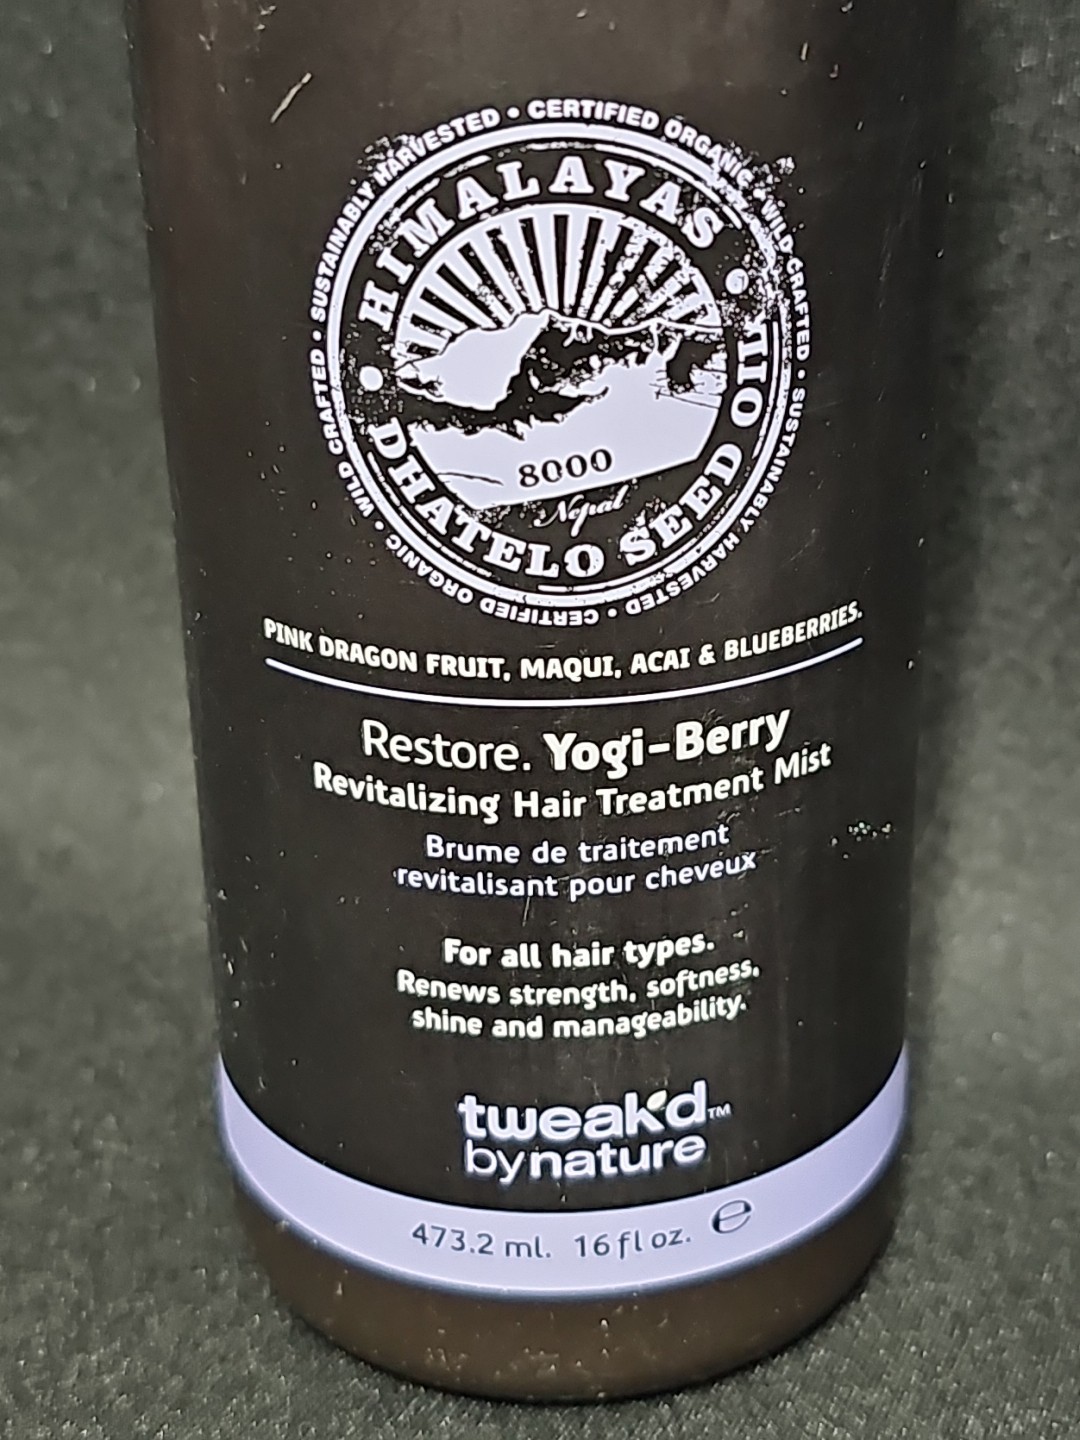 CERTIFIED ORGANIC • WILD CRAFTED • SUSTAINABLY HARVESTED • CERTIFIED ORGANIC • WILD CRAFTED • SUSTAINABLY HARVESTED •
HIMALAYAS
DHATELO SEED OIL
8000
Nepal
PINK DRAGON FRUIT, MAQUI, ACAI & BLUEBERRIES.
Restore. Yogi-Berry
Revitalizing Hair Treatment Mist
Brume de traitement
revitalisant pour cheveux
For all hair types.
Renews strength, softness,
shine and manageability.
tweak'd™
bynature
473.2 ml. 16 fl oz. ℮